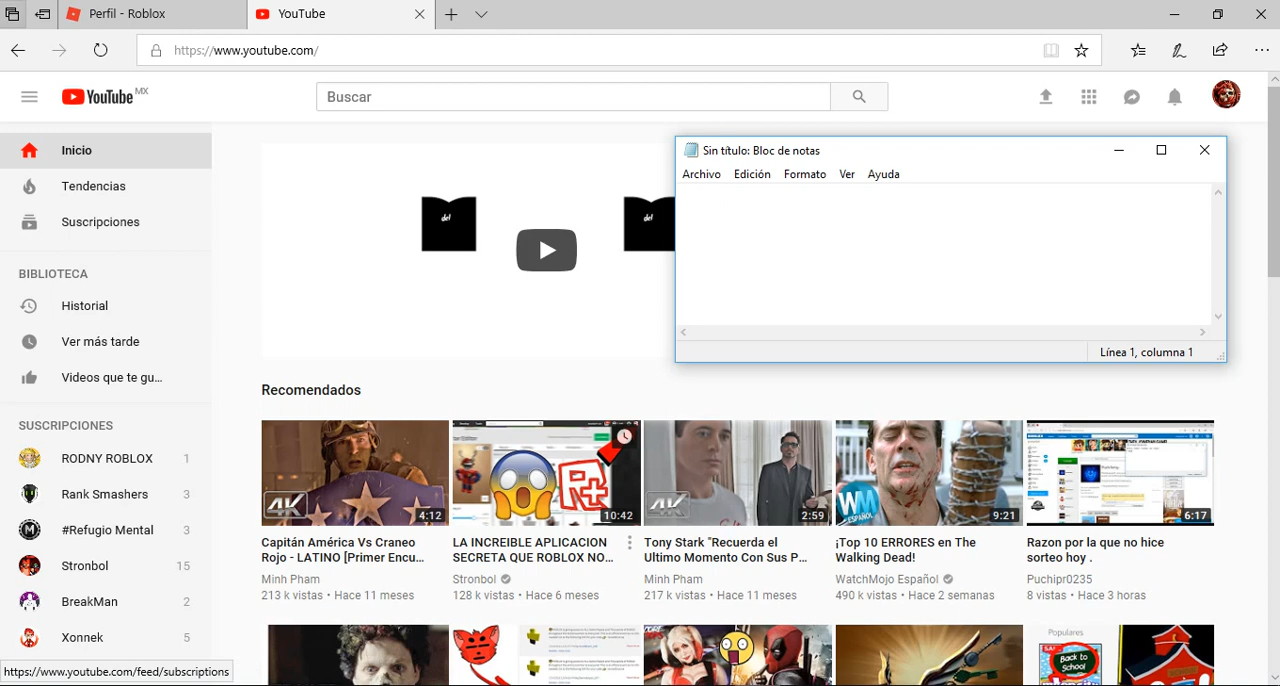 Perfil - Roblox
YouTube
https://www.youtube.com/
YouTube MX
Buscar
Inicio
Tendencias
Suscripciones
BIBLIOTECA
Historial
Ver más tarde
Videos que te gu...
SUSCRIPCIONES
RODNY ROBLOX 1
Rank Smashers 3
#Refugio Mental 3
Stronbol 15
BreakMan 2
Xonnek
def
def
Sin título: Bloc de notas
Archivo Edición Formato Ver Ayuda
Línea 1, columna 1
Recomendados
4K
4:12
10:42
4K
2:59
WM
ESPAÑOL
9:21
6:17
Capitán América Vs Craneo
Rojo - LATINO [Primer Encu...
Minh Pham
213 k vistas • Hace 11 meses
LA INCREIBLE APLICACION
SECRETA QUE ROBLOX NO...
Stronbol
128 k vistas • Hace 6 meses
Tony Stark "Recuerda el
Ultimo Momento Con Sus P...
Minh Pham
217 k vistas • Hace 11 meses
¡Top 10 ERRORES en The
Walking Dead!
WatchMojo Español
490 k vistas • Hace 2 semanas
Razon por la que no hice
sorteo hoy .
Puchipr0235
8 vistas • Hace 3 horas
Populares
Back to
School